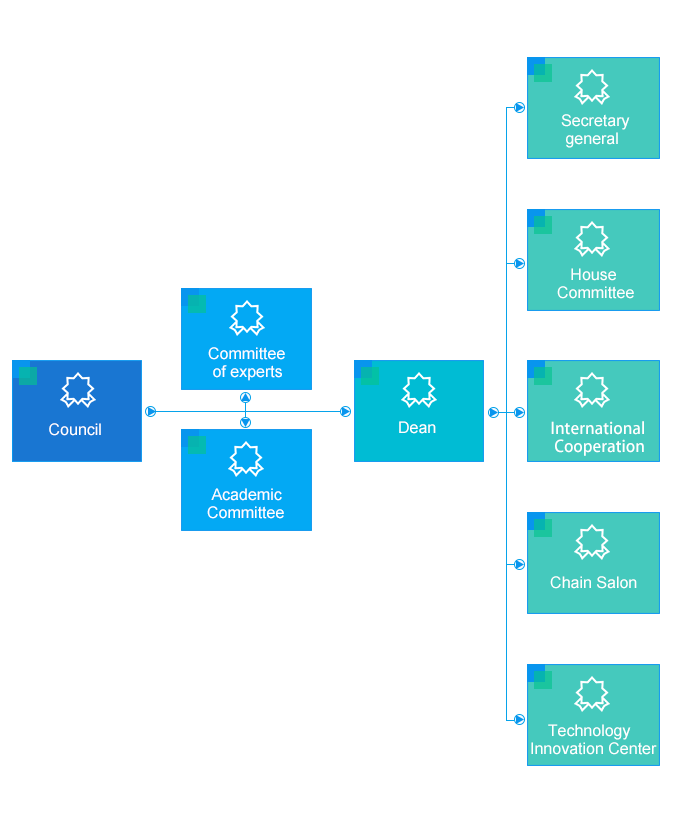 Secretary
general
House
Committee
Committee
of experts
Council
Dean
International
Cooperation
Academic
Committee
Chain Salon
Technology
Innovation Center